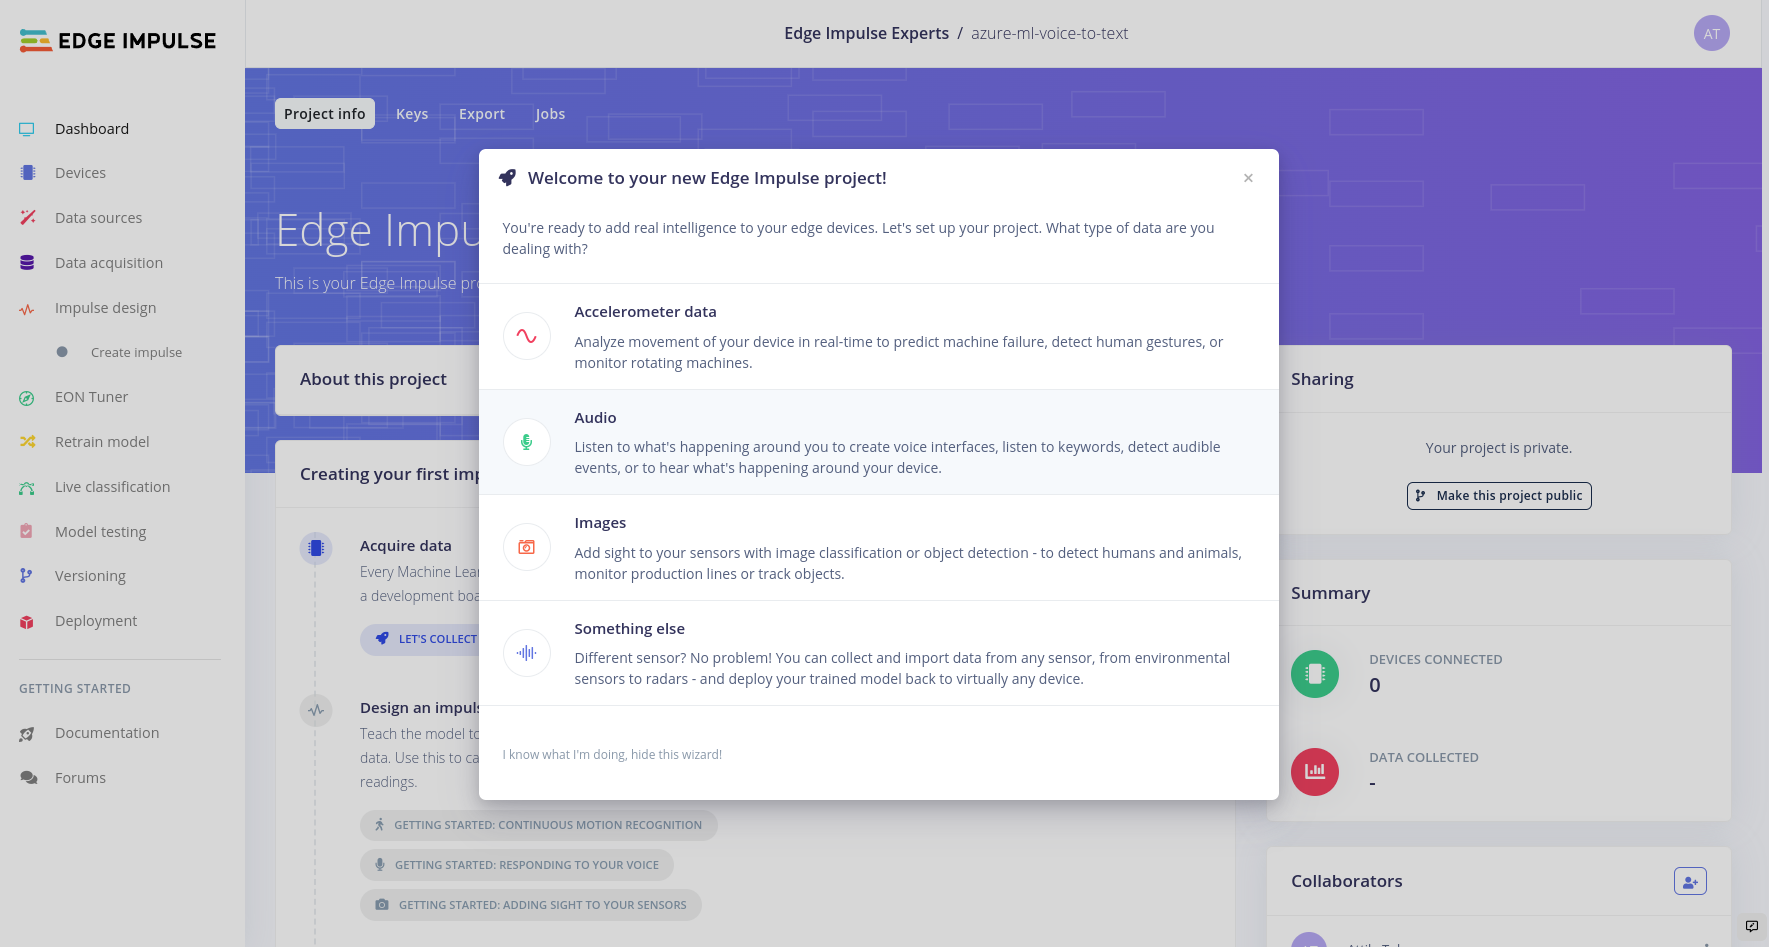 EDGE IMPULSE
Edge Impulse Experts / azure-ml-voice-to-text
AT
Dashboard
Devices
Data sources
Data acquisition
Impulse design
Create impulse
EON Tuner
Retrain model
Live classification
Model testing
Versioning
Deployment
GETTING STARTED
Documentation
Forums
Project info
Keys
Export
Jobs
Edge Impu
This is your Edge Impulse pr
About this project
Creating your first imp
Acquire data
Every Machine Lea
a development boa
LET'S COLLECT
Design an impuls
Teach the model to
data. Use this to ca
readings.
GETTING STARTED: CONTINUOUS MOTION RECOGNITION
GETTING STARTED: RESPONDING TO YOUR VOICE
GETTING STARTED: ADDING SIGHT TO YOUR SENSORS
Welcome to your new Edge Impulse project!
×
You're ready to add real intelligence to your edge devices. Let's set up your project. What type of data are you
dealing with?
Accelerometer data
Analyze movement of your device in real-time to predict machine failure, detect human gestures, or
monitor rotating machines.
Audio
Listen to what's happening around you to create voice interfaces, listen to keywords, detect audible
events, or to hear what's happening around your device.
Images
Add sight to your sensors with image classification or object detection - to detect humans and animals,
monitor production lines or track objects.
Something else
Different sensor? No problem! You can collect and import data from any sensor, from environmental
sensors to radars - and deploy your trained model back to virtually any device.
I know what I'm doing, hide this wizard!
Sharing
Your project is private.
Make this project public
Summary
DEVICES CONNECTED
0
DATA COLLECTED
-
Collaborators